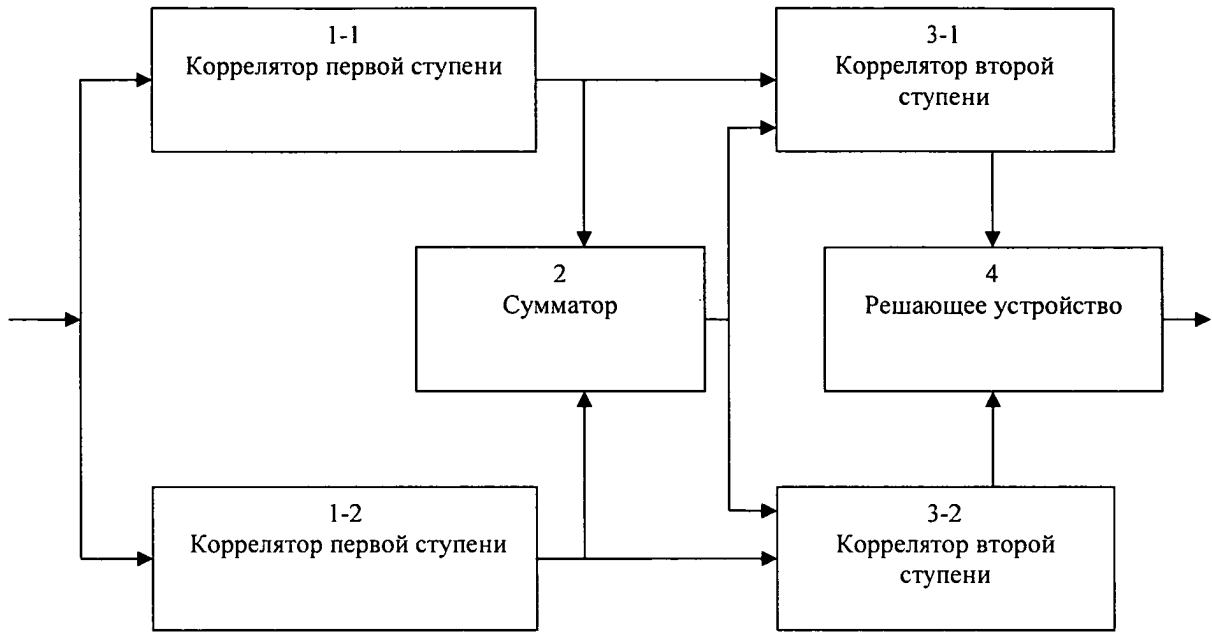 1-1
Коррелятор первой ступени
3-1
Коррелятор второй
ступени
2
Сумматор
4
Решающее устройство
1-2
Коррелятор первой ступени
3-2
Коррелятор второй
ступени